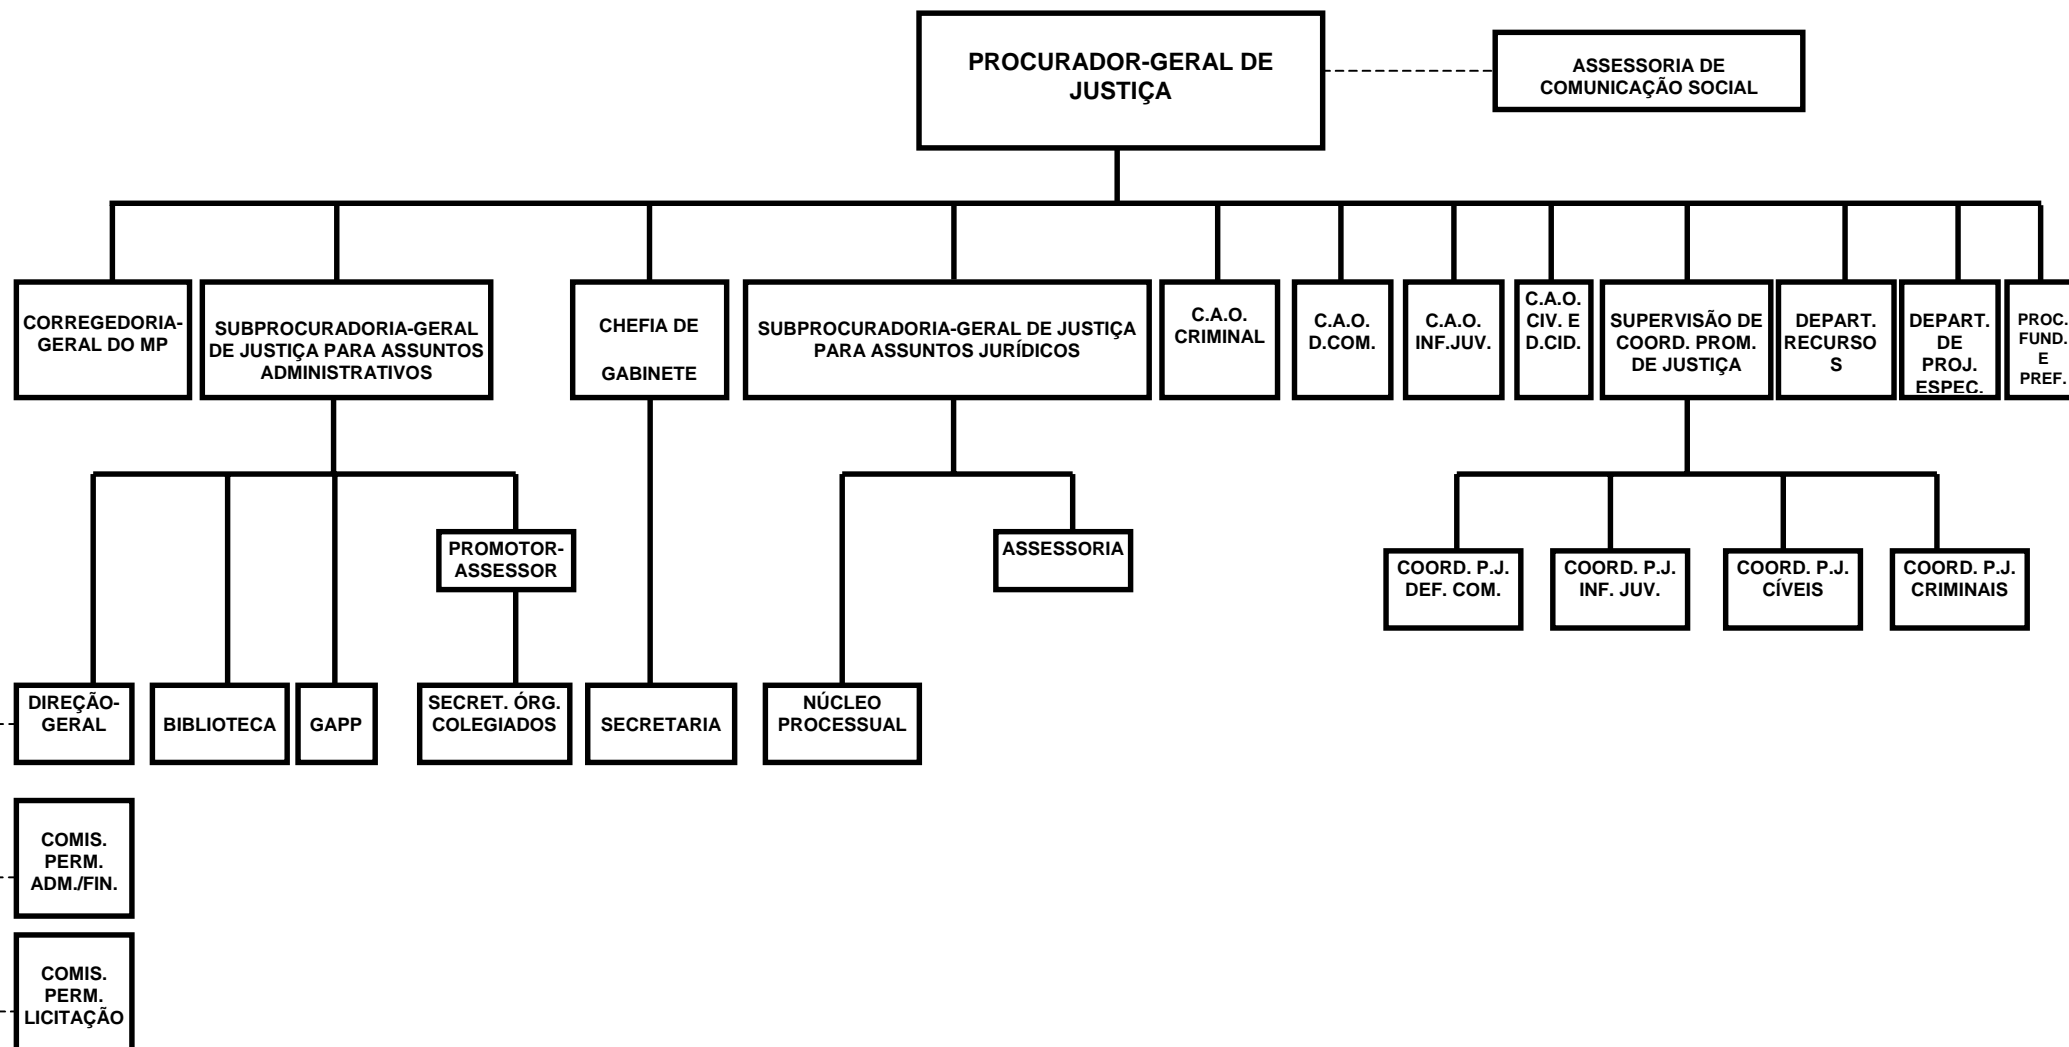 PROCURADOR-GERAL DE
JUSTIÇA
ASSESSORIA DE
COMUNICAÇÃO SOCIAL
CORREGEDORIA-
GERAL DO MP
SUBPROCURADORIA-GERAL
DE JUSTIÇA PARA ASSUNTOS
ADMINISTRATIVOS
CHEFIA DE
GABINETE
SUBPROCURADORIA-GERAL DE JUSTIÇA
PARA ASSUNTOS JURÍDICOS
C.A.O.
CRIMINAL
C.A.O.
D.COM.
C.A.O.
INF.JUV.
C.A.O.
CIV. E
D.CID.
SUPERVISÃO DE
COORD. PROM.
DE JUSTIÇA
DEPART.
RECURSO
S
DEPART.
DE
PROJ.
ESPEC.
PROC.
FUND.
E
PREF.
PROMOTOR-
ASSESSOR
ASSESSORIA
COORD. P.J.
DEF. COM.
COORD. P.J.
INF. JUV.
COORD. P.J.
CÍVEIS
COORD. P.J.
CRIMINAIS
DIREÇÃO-
GERAL
BIBLIOTECA
GAPP
SECRET. ÓRG.
COLEGIADOS
SECRETARIA
NÚCLEO
PROCESSUAL
COMIS.
PERM.
ADM./FIN.
COMIS.
PERM.
LICITAÇÃO